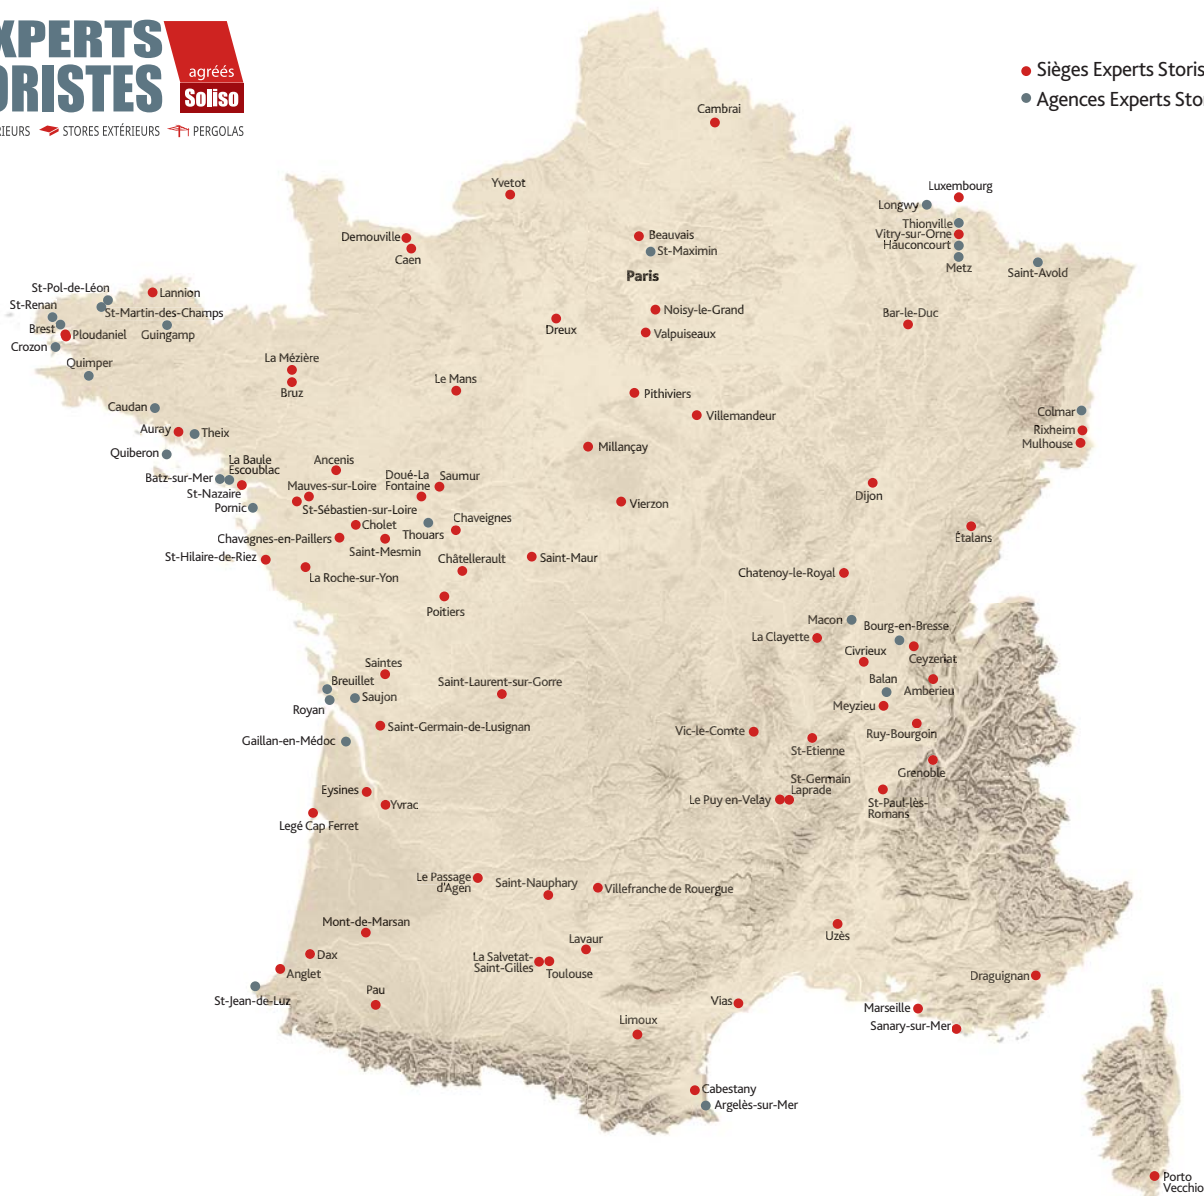 XPERTS
ORISTES
agréés
Soliso
RIEURS STORES EXTÉRIEURS PERGOLAS
Sièges Experts Storis
Agences Experts Sto
Cambrai
Yvetot
Luxembourg
Longwy
Thionville
Vitry-sur-Orne
Hauconcourt
Metz
Saint-Avold
Demouville
Caen
Beauvais
St-Maximin
Paris
St-Pol-de-Léon
Lannion
St-Renan
St-Martin-des-Champs
Brest
Ploudaniel
Guingamp
Crozon
Quimper
Noisy-le-Grand
Dreux
Valpuiseaux
Bar-le-Duc
La Mézière
Bruz
Le Mans
Pithiviers
Villemandeur
Caudan
Auray
Theix
Quiberon
Colmar
Rixheim
Mulhouse
Millançay
La Baule
Escoublac
Batz-sur-Mer
St-Nazaire
Pornic
Ancenis
Mauves-sur-Loire
Doué-La
Fontaine
Saumur
St-Sébastien-sur-Loire
Cholet
Thouars
Chaveignes
Vierzon
Dijon
Étalans
Chavagnes-en-Paillers
Saint-Mesmin
St-Hilaire-de-Riez
La Roche-sur-Yon
Châtellerault
Saint-Maur
Poitiers
Chatenoy-le-Royal
Macon
Bourg-en-Bresse
La Clayette
Civrieux
Ceyzeriat
Balan
Amberieu
Meyzieu
Saintes
Breuillet
Saujon
Royan
Saint-Laurent-sur-Gorre
Saint-Germain-de-Lusignan
Gaillan-en-Médoc
Vic-le-Comte
St-Etienne
Ruy-Bourgoin
Grenoble
St-Germain
Laprade
Le Puy-en-Velay
St-Paul-lès-
Romans
Eysines
Yvrac
Legé Cap Ferret
Le Passage
d'Agen
Saint-Nauphary
Villefranche de Rouergue
Mont-de-Marsan
Uzès
Dax
Anglet
St-Jean-de-Luz
Pau
Lavaur
La Salvetat-
Saint-Gilles
Toulouse
Draguignan
Vias
Marseille
Sanary-sur-Mer
Limoux
Cabestany
Argelès-sur-Mer
Porto
Vecchio